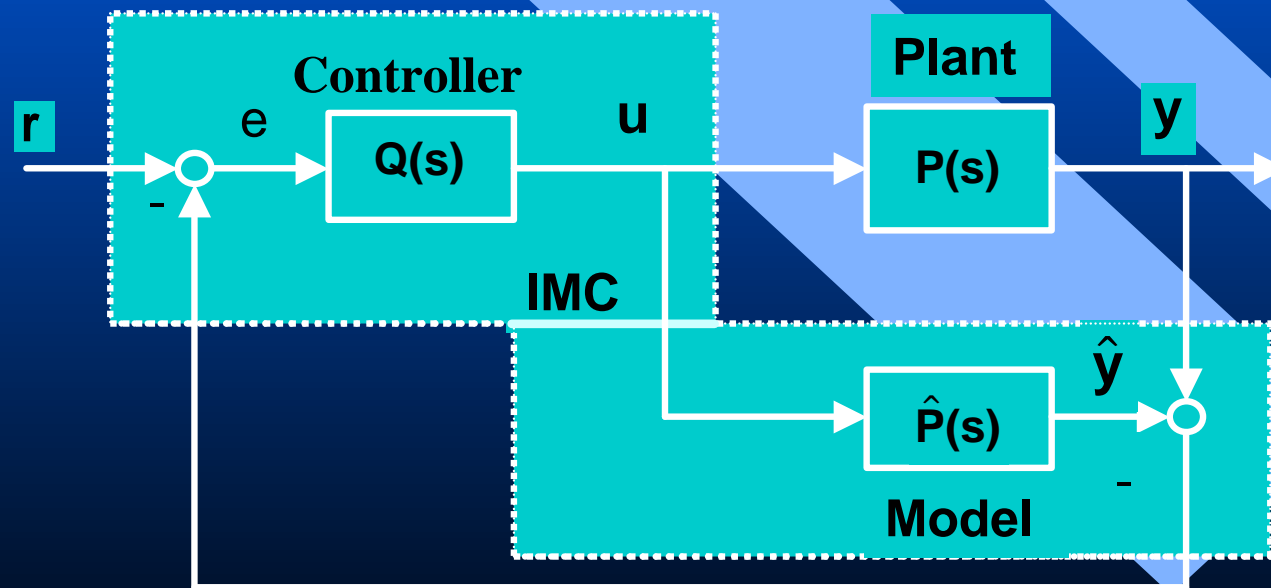 Controller
Plant
r
e
Q(s)
u
P(s)
y
-
IMC
ŷ
P̂(s)
-
Model